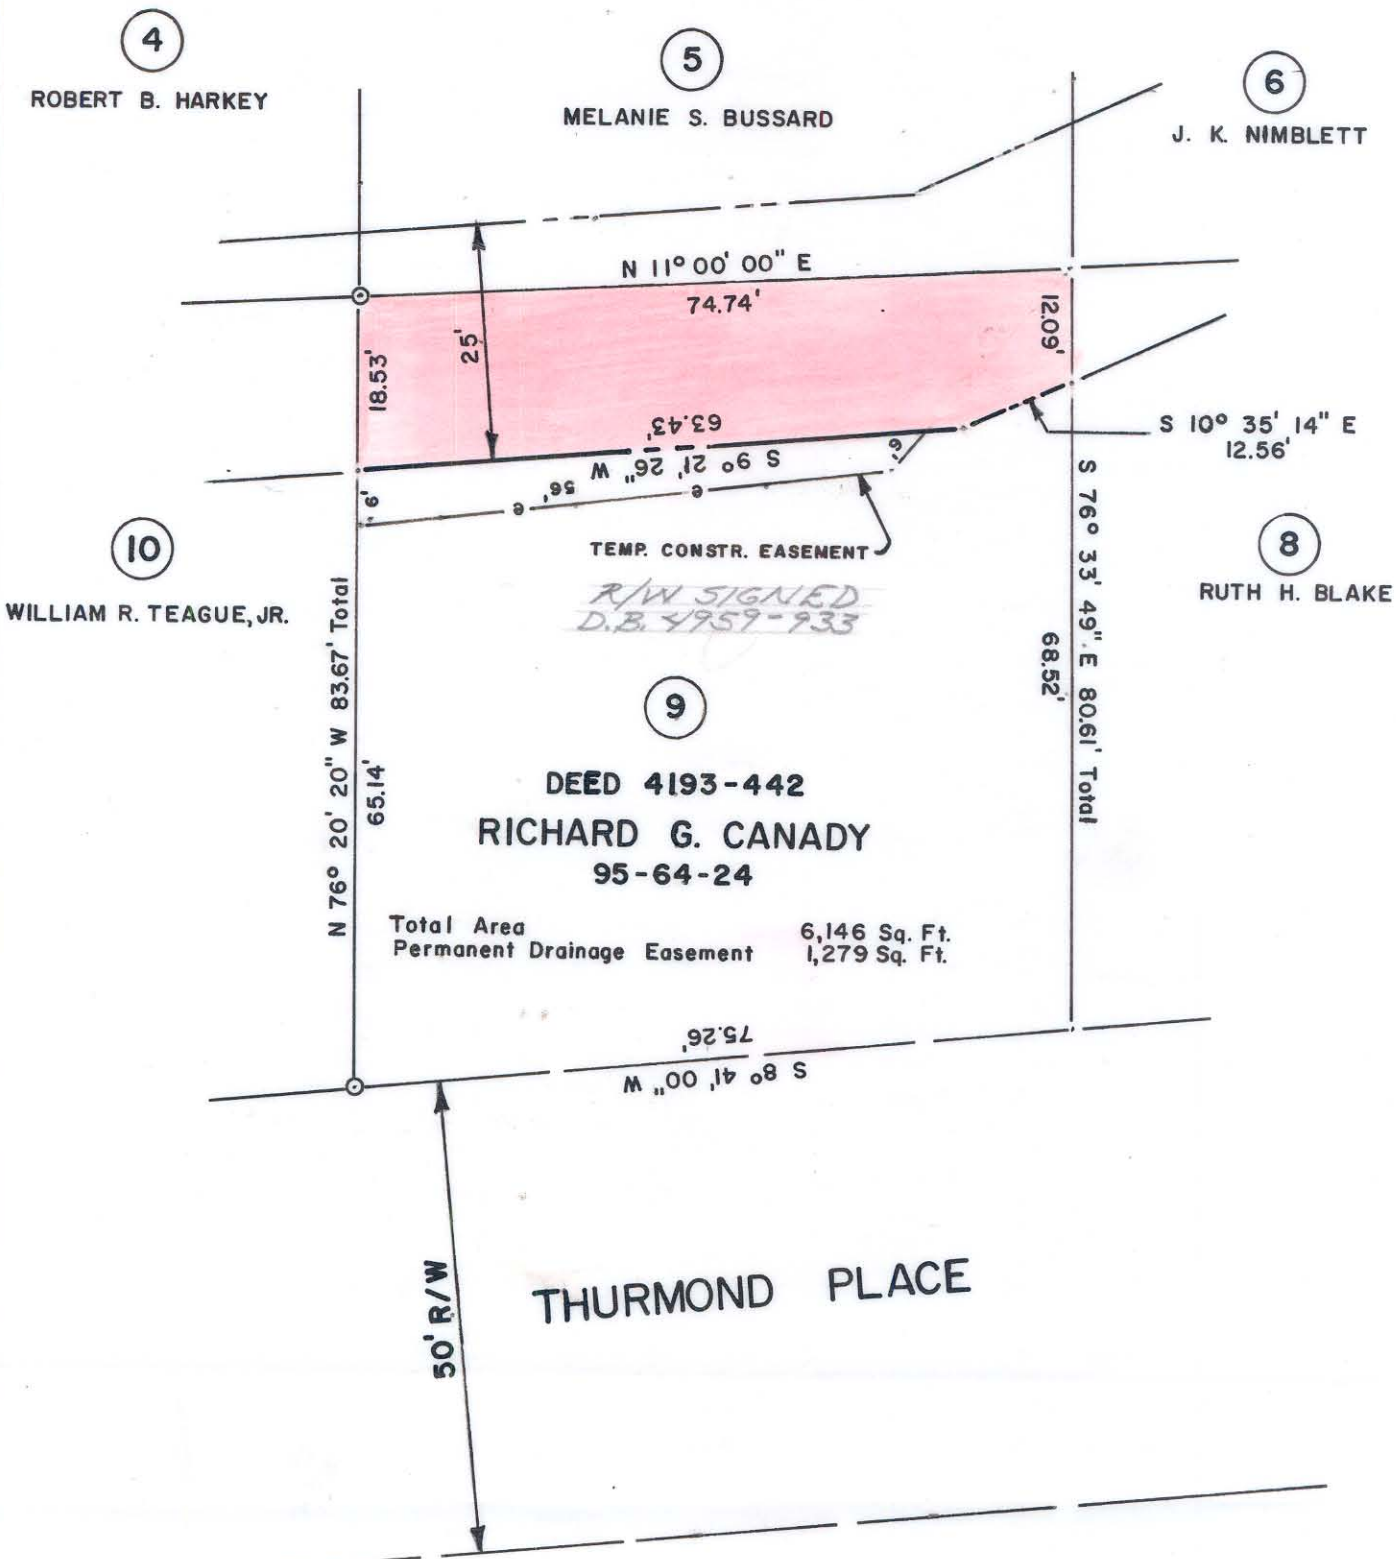 4
ROBERT B. HARKEY
5
MELANIE S. BUSSARD
6
J. K. NIMBLETT
N 11° 00' 00" E
74.74'
12.09'
18.53'
25'
63.43'
S 9° 21' 26" W
S 10° 35' 14" E
12.56'
6'
56'
e
e
6'
TEMP. CONSTR. EASEMENT
R/W SIGNED
D.B. 4959-933
10
WILLIAM R. TEAGUE, JR.
8
RUTH H. BLAKE
N 76° 20' 20" W 83.67' Total
65.14'
S 76° 33' 49" E 80.61' Total
68.52'
9
DEED 4193-442
RICHARD G. CANADY
95-64-24
Total Area 6,146 Sq. Ft.
Permanent Drainage Easement 1,279 Sq. Ft.
75.26'
S 8° 41' 00" W
50' R/W
THURMOND PLACE